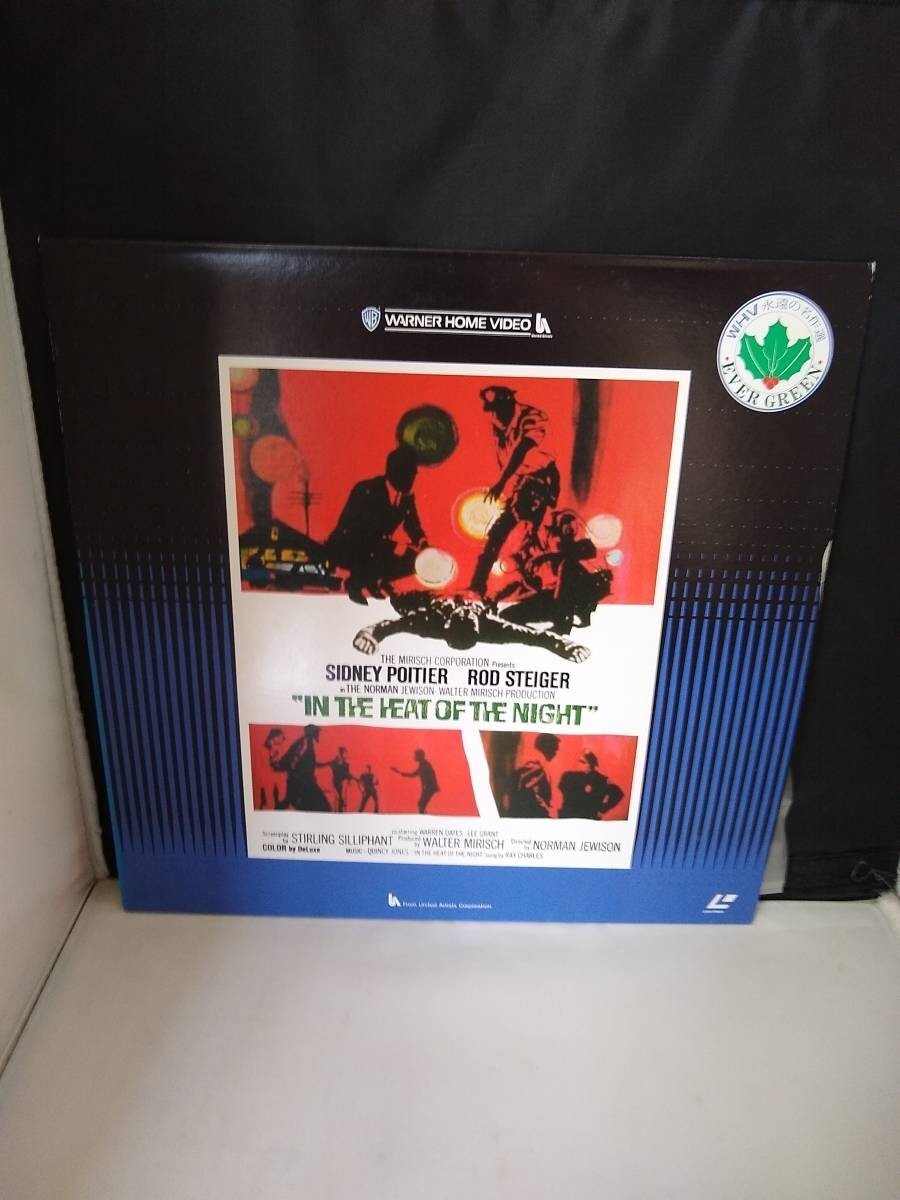 WB WARNER HOME VIDEO
WHV 永遠の名作選
• EVER GREEN •
THE MIRISCH CORPORATION Presents
SIDNEY POITIER ROD STEIGER
in THE NORMAN JEWISON-WALTER MIRISCH PRODUCTION
"IN THE HEAT OF THE NIGHT"
co-starring WARREN OATES · LEE GRANT
Screenplay by STIRLING SILLIPHANT Produced by WALTER MIRISCH Directed by NORMAN JEWISON
COLOR by DeLuxe MUSIC - QUINCY JONES · "IN THE HEAT OF THE NIGHT" sung by RAY CHARLES
From United Artists Corporation